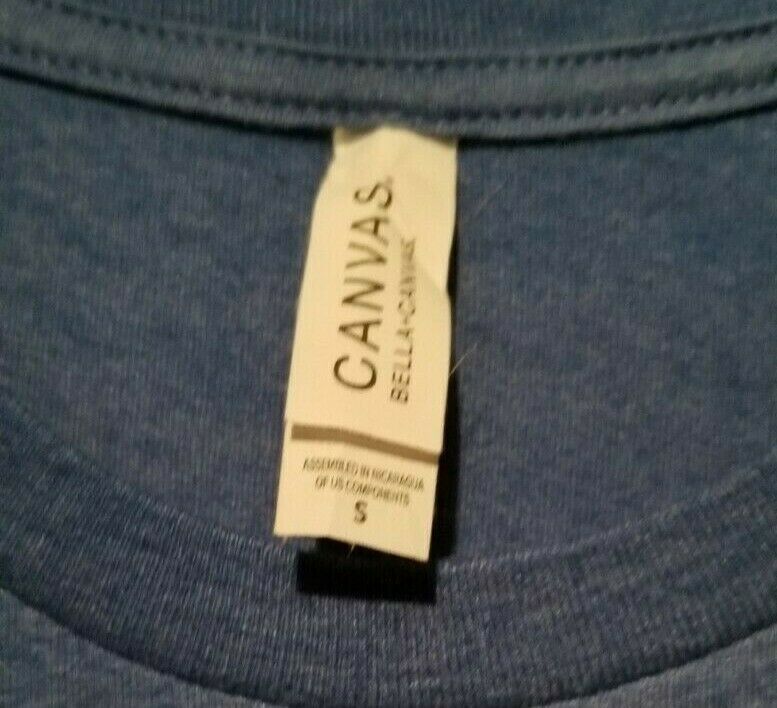 CANVAS.
BELLA+CANVAS.
ASSEMBLED IN NICARAGUA
OF US COMPONENTS
S